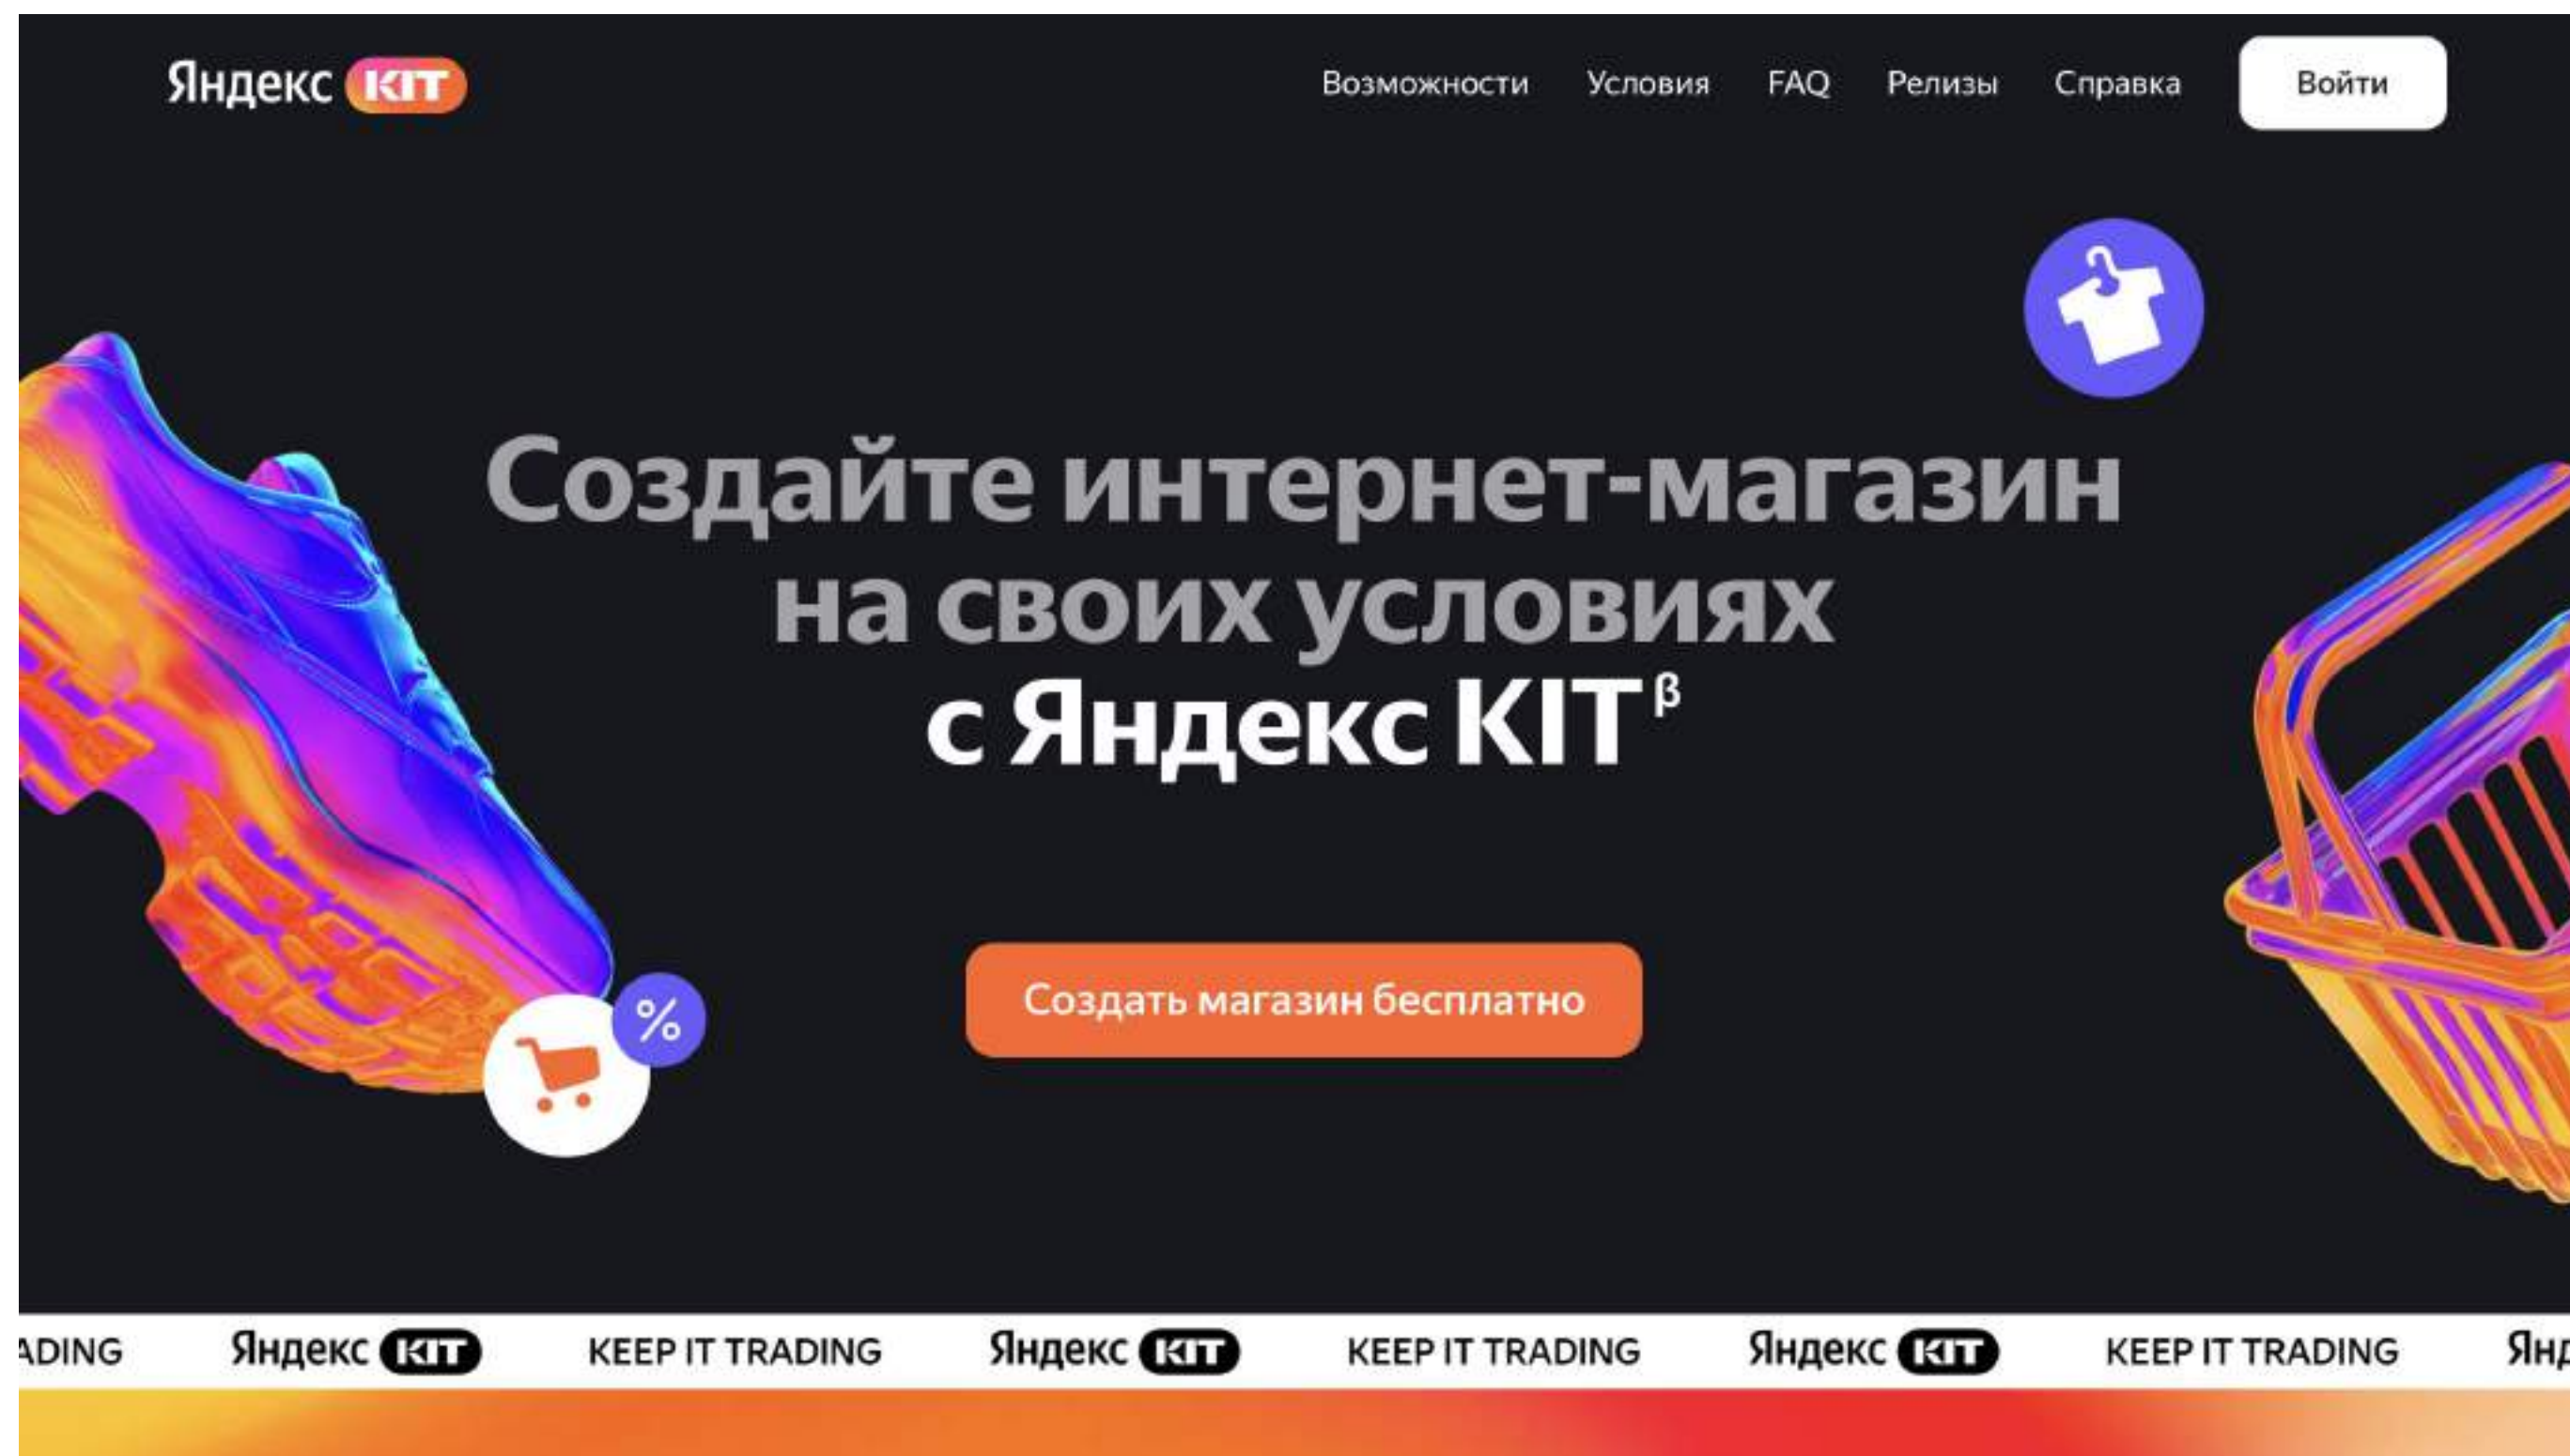 Яндекс KIT
Возможности Условия FAQ Релизы Справка Войти
Создайте интернет-магазин
на своих условиях
с Яндекс KIT β
%
Создать магазин бесплатно
ADING Яндекс KIT KEEP IT TRADING Яндекс KIT KEEP IT TRADING Яндекс KIT KEEP IT TRADING Янд